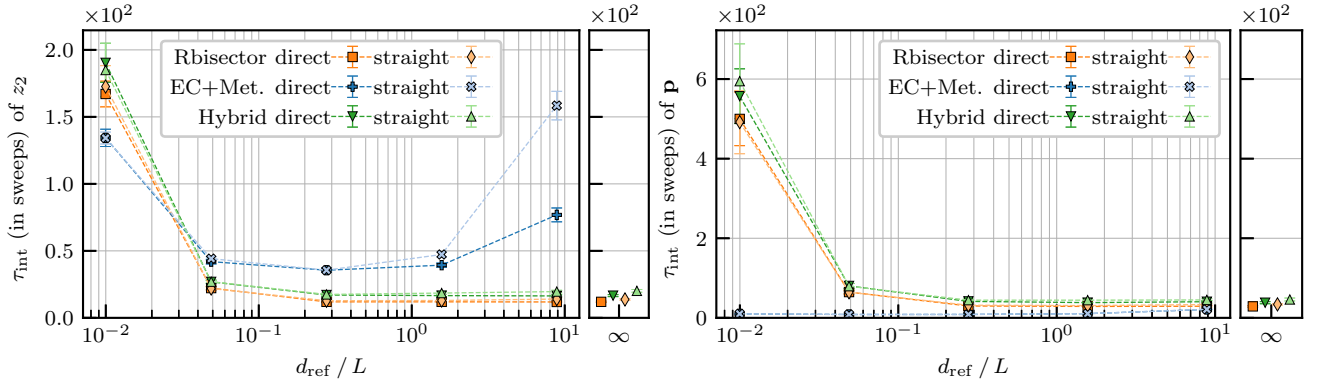 ×10²
×10²
×10²
×10²
τint (in sweeps) of z2
2.0
1.5
1.0
0.5
0.0
Rbisector direct straight
EC+Met. direct straight
Hybrid direct straight
10⁻² 10⁻¹ 10⁰ 10¹
∞
dref / L
τint (in sweeps) of p
6
4
2
0
Rbisector direct straight
EC+Met. direct straight
Hybrid direct straight
10⁻² 10⁻¹ 10⁰ 10¹
∞
dref / L